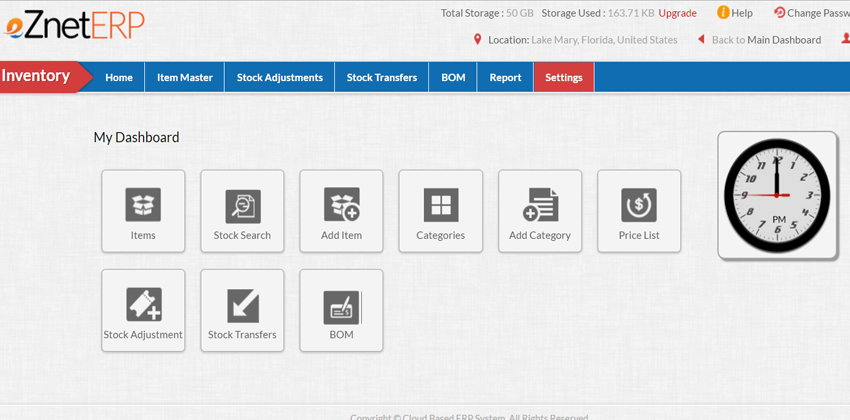 eZnetERP
Total Storage : 50 GB Storage Used : 163.71 KB Upgrade Help Change Passw
Location: Lake Mary, Florida, United States Back to Main Dashboard
Inventory Home Item Master Stock Adjustments Stock Transfers BOM Report Settings
My Dashboard
12
1
2
3
4
5
6
7
8
9
10
11
PM
Items Stock Search Add Item Categories Add Category Price List
Stock Adjustment Stock Transfers BOM
Copyright © Cloud Based ERP System. All Rights Reserved